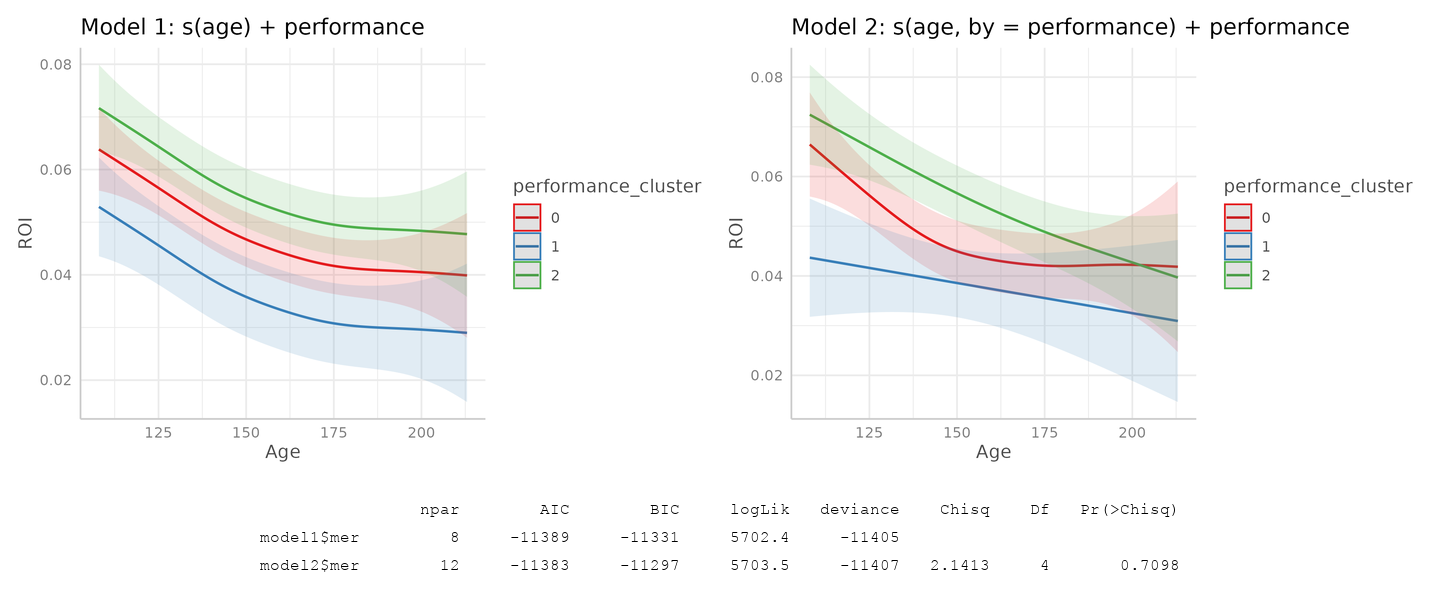 Model 1: s(age) + performance
0.08
0.06
0.04
0.02
ROI
125 150 175 200
Age
performance_cluster
0
1
2
Model 2: s(age, by = performance) + performance
0.08
0.06
0.04
0.02
ROI
125 150 175 200
Age
performance_cluster
0
1
2
npar AIC BIC logLik deviance Chisq Df Pr(>Chisq)
model1$mer 8 -11389 -11331 5702.4 -11405
model2$mer 12 -11383 -11297 5703.5 -11407 2.1413 4 0.7098